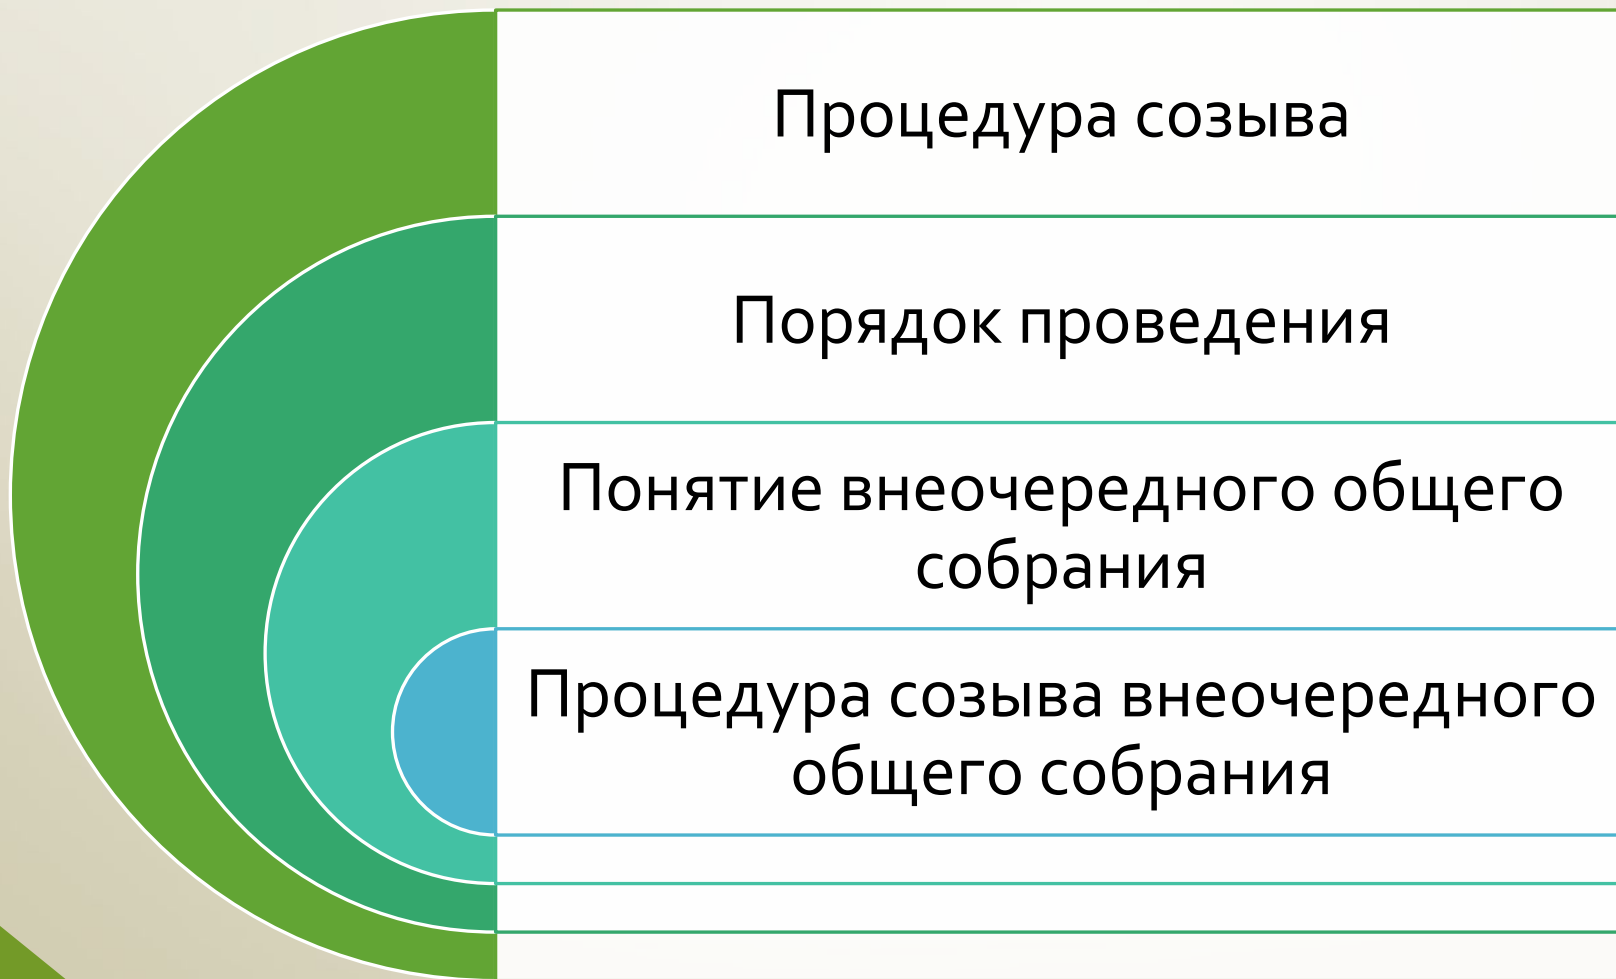 Процедура созыва
Порядок проведения
Понятие внеочередного общего
собрания
Процедура созыва внеочередного
общего собрания